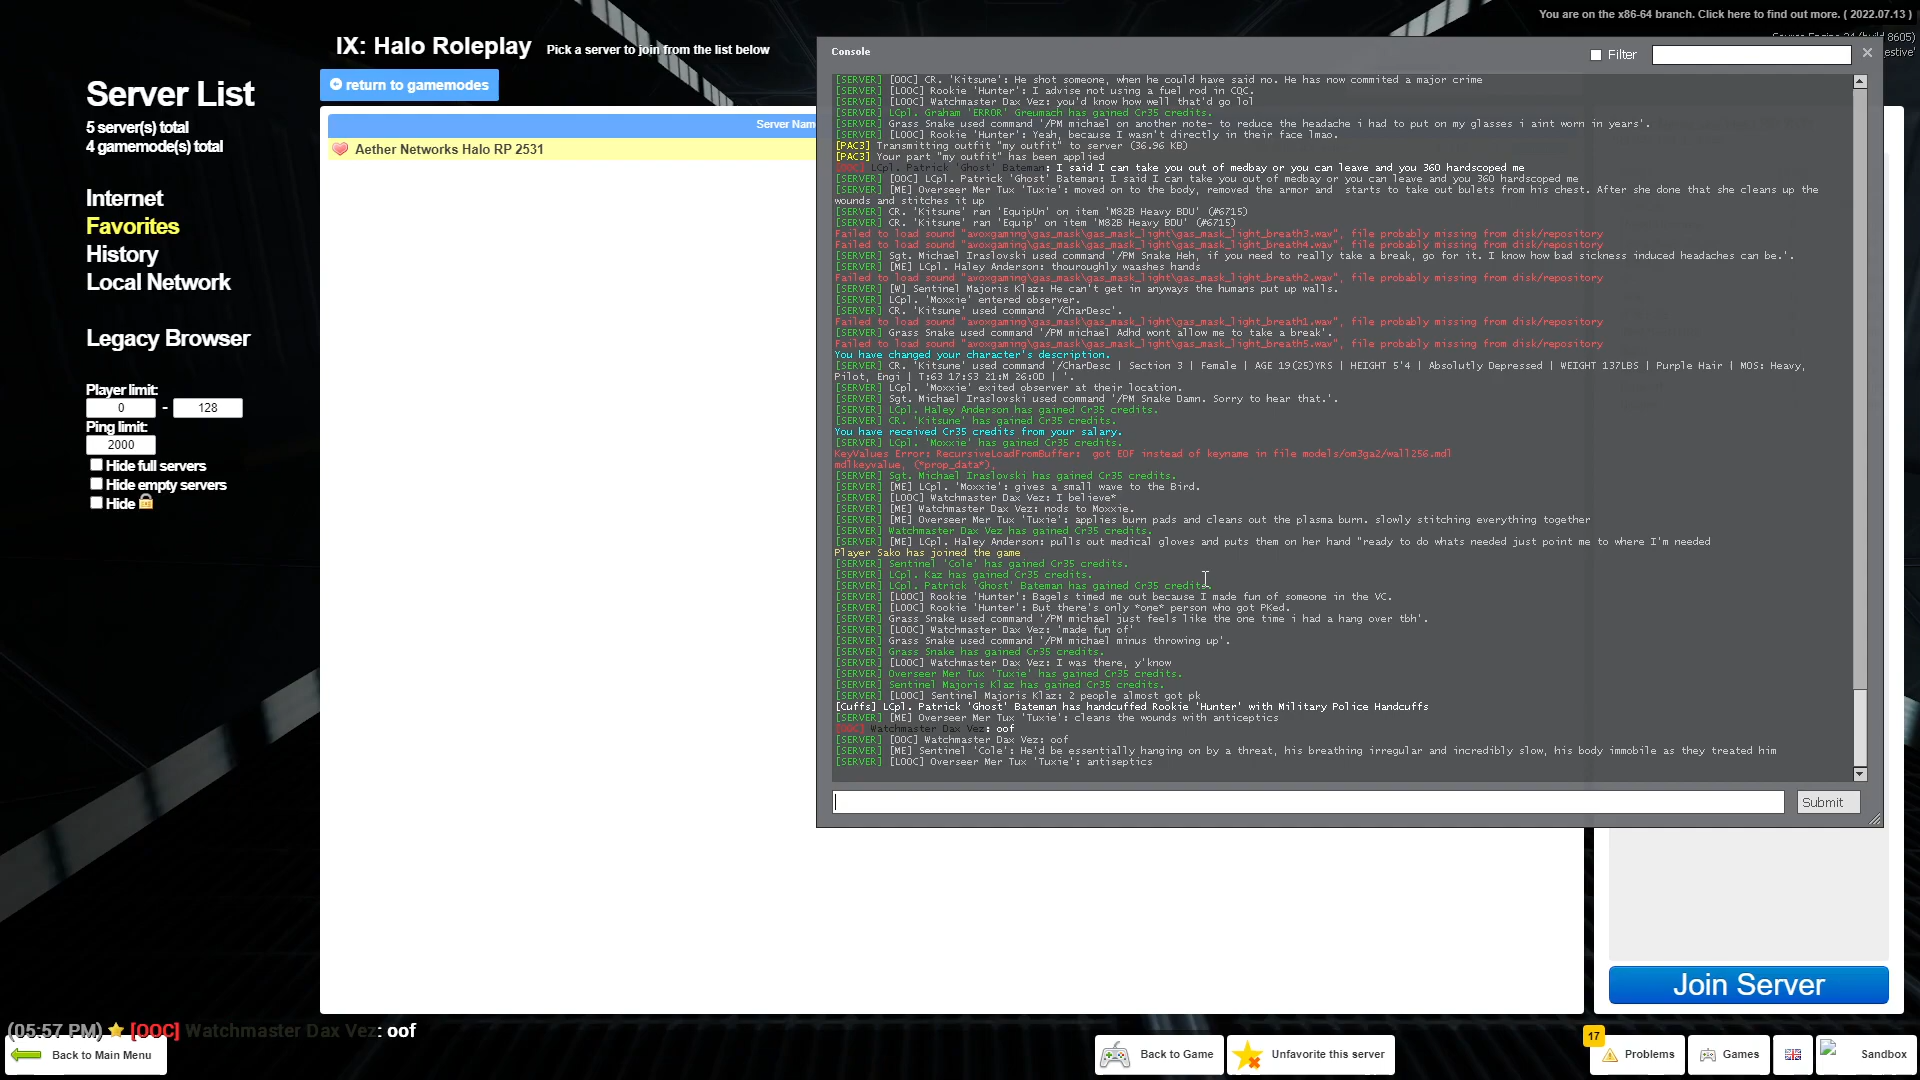 You are on the x86-64 branch. Click here to find out more. ( 2022.07.13 )
IX: Halo Roleplay
Pick a server to join from the list below
return to gamemodes
Server List
5 server(s) total
4 gamemode(s) total
Internet
Favorites
History
Local Network
Legacy Browser
Player limit:
0 - 128
Ping limit:
2000
Hide full servers
Hide empty servers
Hide
Server Nam
Aether Networks Halo RP 2531
Console
Filter
[SERVER] [OOC] CR. 'Kitsune': He shot someone, when he could have said no. He has now commited a major crime
[SERVER] [LOOC] Rookie 'Hunter': I advise not using a fuel rod in CQC.
[SERVER] [LOOC] Watchmaster Dax Vez: you'd know how well that'd go lol
[SERVER] LCpl. Graham 'ERROR' Greumach has gained Cr35 credits.
[SERVER] Grass Snake used command '/PM michael on another note- to reduce the headache i had to put on my glasses i aint worn in years'.
[SERVER] [LOOC] Rookie 'Hunter': Yeah, because I wasn't directly in their face lmao.
[PAC3] Transmitting outfit "my outfit" to server (36.96 KB)
[PAC3] Your part "my outfit" has been applied
[OOC] LCpl. Patrick 'Ghost' Bateman: I said I can take you out of medbay or you can leave and you 360 hardscoped me
[SERVER] [OOC] LCpl. Patrick 'Ghost' Bateman: I said I can take you out of medbay or you can leave and you 360 hardscoped me
[SERVER] [ME] Overseer Mer Tux 'Tuxie': moved on to the body, removed the armor and  starts to take out bulets from his chest. After she done that she cleans up the
wounds and stitches it up
[SERVER] CR. 'Kitsune' ran 'EquipUn' on item 'M82B Heavy BDU' (#6715)
[SERVER] CR. 'Kitsune' ran 'Equip' on item 'M82B Heavy BDU' (#6715)
Failed to load sound "avoxgaming\gas_mask\gas_mask_light\gas_mask_light_breath3.wav", file probably missing from disk/repository
Failed to load sound "avoxgaming\gas_mask\gas_mask_light\gas_mask_light_breath4.wav", file probably missing from disk/repository
[SERVER] Sgt. Michael Iraslovski used command '/PM Snake Heh, if you need to really take a break, go for it. I know how bad sickness induced headaches can be.'.
[SERVER] [ME] LCpl. Haley Anderson: thouroughly waashes hands
Failed to load sound "avoxgaming\gas_mask\gas_mask_light\gas_mask_light_breath2.wav", file probably missing from disk/repository
[SERVER] [W] Sentinel Majoris Klaz: He can't get in anyways the humans put up walls.
[SERVER] LCpl. 'Moxxie' entered observer.
[SERVER] CR. 'Kitsune' used command '/CharDesc'.
Failed to load sound "avoxgaming\gas_mask\gas_mask_light\gas_mask_light_breath1.wav", file probably missing from disk/repository
[SERVER] Grass Snake used command '/PM michael Adhd wont allow me to take a break'.
Failed to load sound "avoxgaming\gas_mask\gas_mask_light\gas_mask_light_breath5.wav", file probably missing from disk/repository
You have changed your character's description.
[SERVER] CR. 'Kitsune' used command '/CharDesc | Section 3 | Female | AGE 19(25)YRS | HEIGHT 5'4 | Absolutly Depressed | WEIGHT 137LBS | Purple Hair | MOS: Heavy,
Pilot, Engi | T:63 17:S3 21:M 26:OD | '.
[SERVER] LCpl. 'Moxxie' exited observer at their location.
[SERVER] Sgt. Michael Iraslovski used command '/PM Snake Damn. Sorry to hear that.'.
[SERVER] LCpl. Haley Anderson has gained Cr35 credits.
[SERVER] CR. 'Kitsune' has gained Cr35 credits.
You have received Cr35 credits from your salary.
[SERVER] LCpl. 'Moxxie' has gained Cr35 credits.
KeyValues Error: RecursiveLoadFromBuffer:  got EOF instead of keyname in file models/om3ga2/wall256.mdl
mdlkeyvalue, (*prop_data*),
[SERVER] Sgt. Michael Iraslovski has gained Cr35 credits.
[SERVER] [ME] LCpl. 'Moxxie': gives a small wave to the Bird.
[SERVER] [LOOC] Watchmaster Dax Vez: I believe*
[SERVER] [ME] Watchmaster Dax Vez: nods to Moxxie.
[SERVER] [ME] Overseer Mer Tux 'Tuxie': applies burn pads and cleans out the plasma burn. slowly stitching everything together
[SERVER] Watchmaster Dax Vez has gained Cr35 credits.
[SERVER] [ME] LCpl. Haley Anderson: pulls out medical gloves and puts them on her hand "ready to do whats needed just point me to where I'm needed
Player Sako has joined the game
[SERVER] Sentinel 'Cole' has gained Cr35 credits.
[SERVER] LCpl. Kaz has gained Cr35 credits.
[SERVER] LCpl. Patrick 'Ghost' Bateman has gained Cr35 credits.
[SERVER] [LOOC] Rookie 'Hunter': Bagels timed me out because I made fun of someone in the VC.
[SERVER] [LOOC] Rookie 'Hunter': But there's only *one* person who got PKed.
[SERVER] Grass Snake used command '/PM michael just feels like the one time i had a hang over tbh'.
[SERVER] [LOOC] Watchmaster Dax Vez: 'made fun of'
[SERVER] Grass Snake used command '/PM michael minus throwing up'.
[SERVER] Grass Snake has gained Cr35 credits.
[SERVER] [LOOC] Watchmaster Dax Vez: I was there, y'know
[SERVER] Overseer Mer Tux 'Tuxie' has gained Cr35 credits.
[SERVER] Sentinel Majoris Klaz has gained Cr35 credits.
[SERVER] [LOOC] Sentinel Majoris Klaz: 2 people almost got pk
[Cuffs] LCpl. Patrick 'Ghost' Bateman has handcuffed Rookie 'Hunter' with Military Police Handcuffs
[SERVER] [ME] Overseer Mer Tux 'Tuxie': cleans the wounds with anticeptics
[OOC] Watchmaster Dax Vez: oof
[SERVER] [OOC] Watchmaster Dax Vez: oof
[SERVER] [ME] Sentinel 'Cole': He'd be essentially hanging on by a threat, his breathing irregular and incredibly slow, his body immobile as they treated him
[SERVER] [LOOC] Overseer Mer Tux 'Tuxie': antiseptics
Submit
Join Server
(05:57 PM) [OOC] Watchmaster Dax Vez: oof
Back to Main Menu
Back to Game
Unfavorite this server
17
Problems
Games
Sandbox